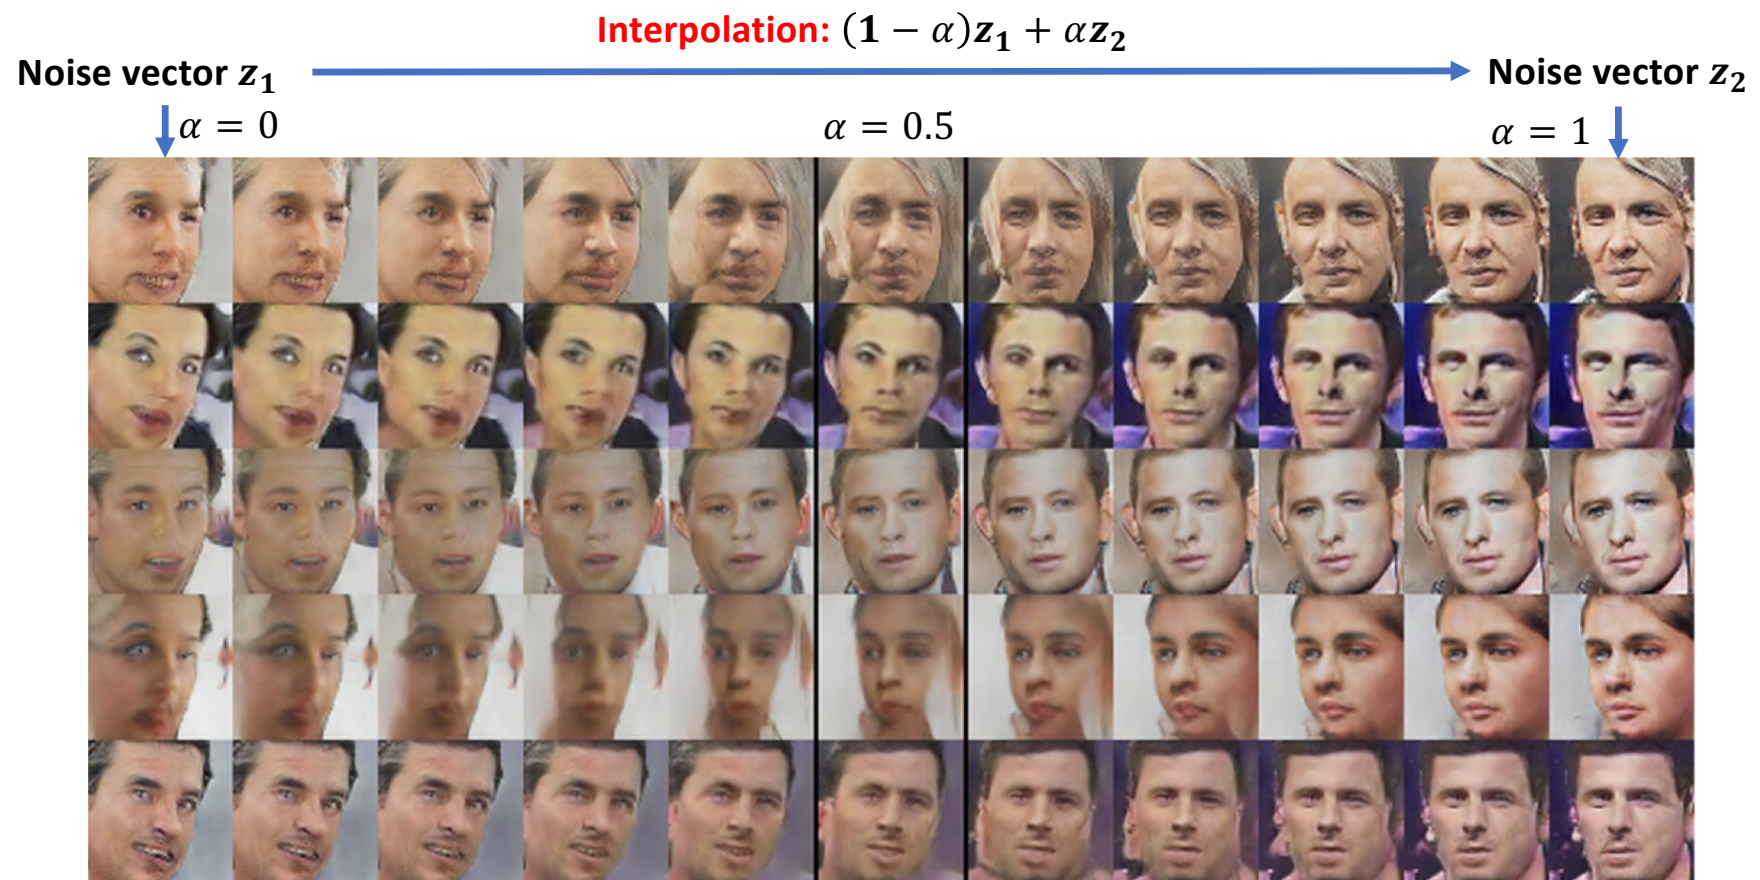 Interpolation: (1 − α)z₁ + αz₂
Noise vector z₁
Noise vector z₂
α = 0
α = 0.5
α = 1